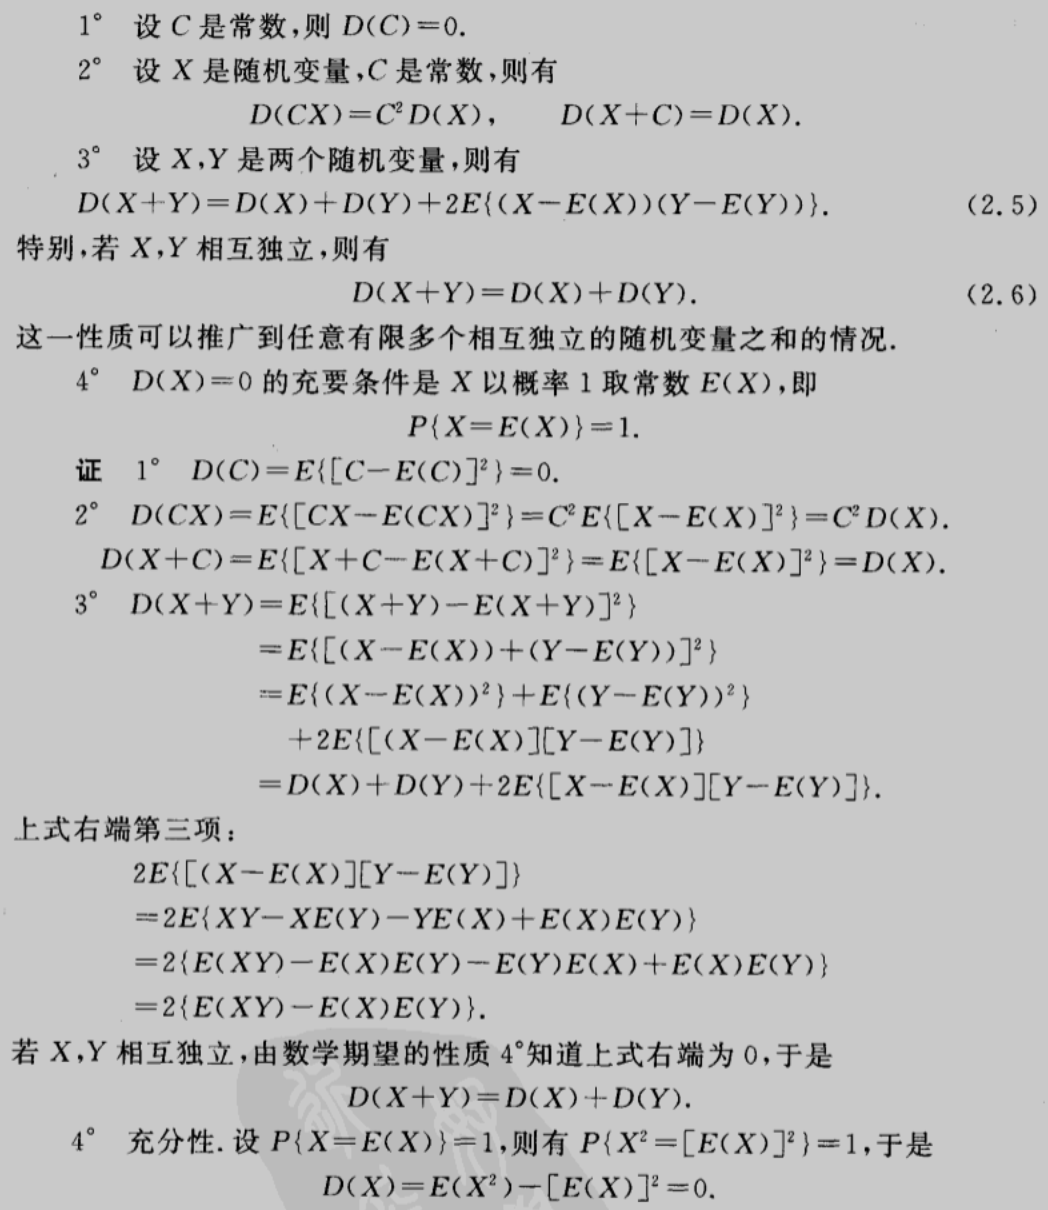 1° 设 C 是常数,则 D(C)=0.
2° 设 X 是随机变量,C 是常数,则有
D(CX)=C²D(X), D(X+C)=D(X).
3° 设 X,Y 是两个随机变量,则有
D(X+Y)=D(X)+D(Y)+2E{(X-E(X))(Y-E(Y))}. (2.5)
特别,若 X,Y 相互独立,则有
D(X+Y)=D(X)+D(Y). (2.6)
这一性质可以推广到任意有限多个相互独立的随机变量之和的情况.
4° D(X)=0 的充要条件是 X 以概率 1 取常数 E(X),即
P{X=E(X)}=1.
证 1° D(C)=E{[C-E(C)]²}=0.
2° D(CX)=E{[CX-E(CX)]²}=C²E{[X-E(X)]²}=C²D(X).
D(X+C)=E{[X+C-E(X+C)]²}=E{[X-E(X)]²}=D(X).
3° D(X+Y)=E{[(X+Y)-E(X+Y)]²}
=E{[(X-E(X))+(Y-E(Y))]²}
=E{(X-E(X))²}+E{(Y-E(Y))²}
+2E{[(X-E(X)][Y-E(Y)]}
=D(X)+D(Y)+2E{[X-E(X)][Y-E(Y)]}.
上式右端第三项:
2E{[(X-E(X)][Y-E(Y)]}
=2E{XY-XE(Y)-YE(X)+E(X)E(Y)}
=2{E(XY)-E(X)E(Y)-E(Y)E(X)+E(X)E(Y)}
=2{E(XY)-E(X)E(Y)}.
若 X,Y 相互独立,由数学期望的性质 4°知道上式右端为 0,于是
D(X+Y)=D(X)+D(Y).
4° 充分性.设 P{X=E(X)}=1,则有 P{X²=[E(X)]²}=1,于是
D(X)=E(X²)-[E(X)]²=0.